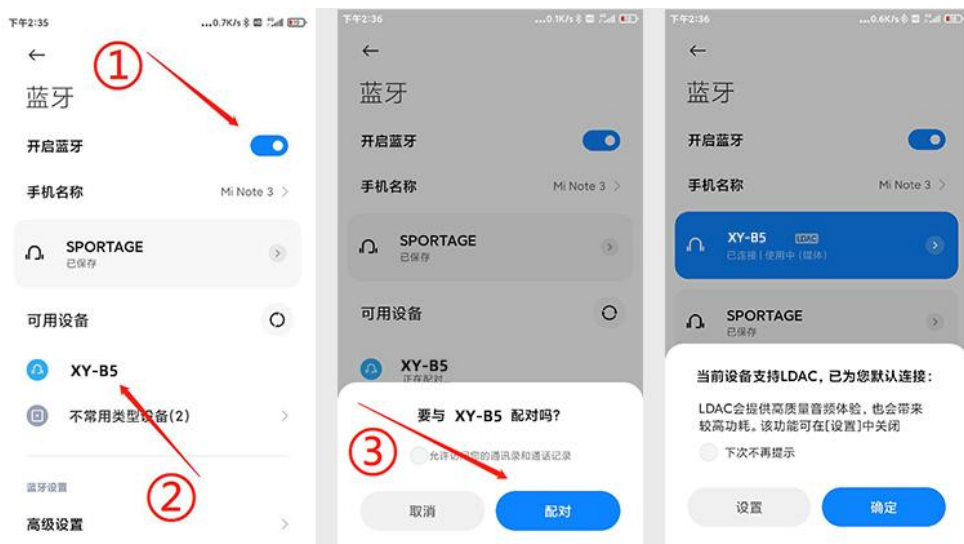 下午2:35
...0.7K/s
①
蓝牙
开启蓝牙
手机名称
Mi Note 3
SPORTAGE
已保存
可用设备
XY-B5
不常用类型设备(2)
②
蓝牙设置
高级设置
下午2:36
...0.1K/s
蓝牙
开启蓝牙
手机名称
Mi Note 3
SPORTAGE
已保存
可用设备
XY-B5
正在配对...
要与 XY-B5 配对吗?
③
允许访问您的通讯录和通话记录
取消
配对
下午2:36
...0.6K/s
蓝牙
开启蓝牙
手机名称
Mi Note 3
XY-B5 LDAC
已连接 | 使用中 (媒体)
SPORTAGE
已保存
当前设备支持LDAC，已为您默认连接：
LDAC会提供高质量音频体验，也会带来
较高功耗。该功能可在[设置]中关闭
下次不再提示
设置
确定